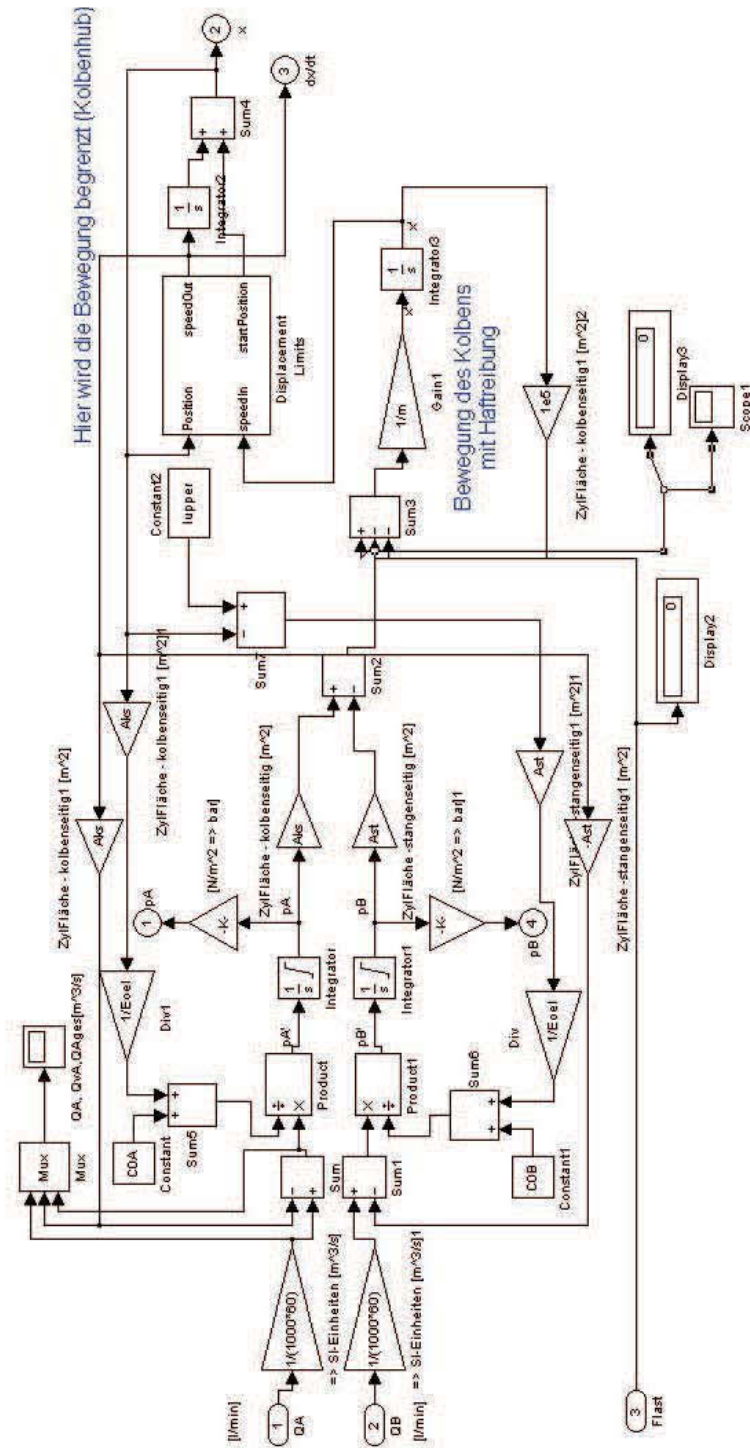 Hier wird die Bewegung begrenzt (Kolbenhub)
2
x
3
dx/dt
Sum4
1
s
Integrator2
Position
speedOut
speedIn
startPosition
Displacement
Limits
Constant2
lupper
Sum7
Aks
ZylFläche - kolbenseitig1 [m^2]1
Aks
ZylFläche - kolbenseitig1 [m^2]
1
pA
-K-
[N/m^2 => bar]
QA, QvA,QAges[m^3/s]
Mux
Mux
1/Eoel
Div1
C0A
Constant
Sum5
Product
pA'
1
s
Integrator
pA
Aks
ZylFläche - kolbenseitig [m^2]
Sum2
Sum3
1/m
Gain1
x''
1
s
Integrator3
x'
Bewegung des Kolbens
mit Haftreibung
1e5
ZylFläche - kolbenseitig1 [m^2]2
0
Display3
Scope1
[l/min]
1
QA
1/(1000*60)
=> SI-Einheiten [m^3/s]
Sum
2
QB
[l/min]
1/(1000*60)
=> SI-Einheiten [m^3/s]1
Sum1
Product1
pB'
1
s
Integrator1
pB
Ast
ZylFläche -stangenseitig [m^2]
-K-
[N/m^2 => bar]1
4
pB
Sum6
C0B
Constant1
1/Eoel
Div
Ast
ZylFläche -stangenseitig1 [m^2]1
-Ast
ZylFläche -stangenseitig1 [m^2]
0
Display2
3
Flast